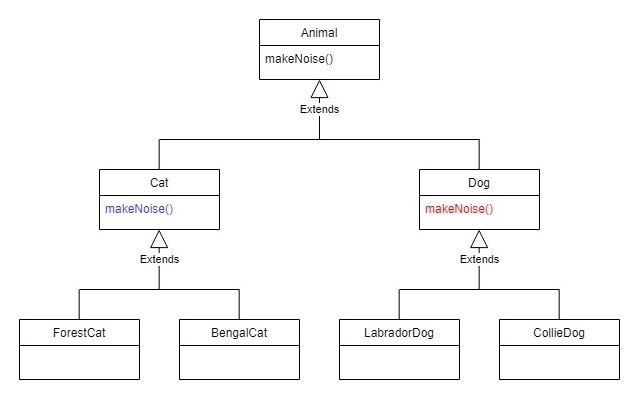 Animal
makeNoise()
Extends
Cat
makeNoise()
Dog
makeNoise()
Extends
Extends
ForestCat
BengalCat
LabradorDog
CollieDog